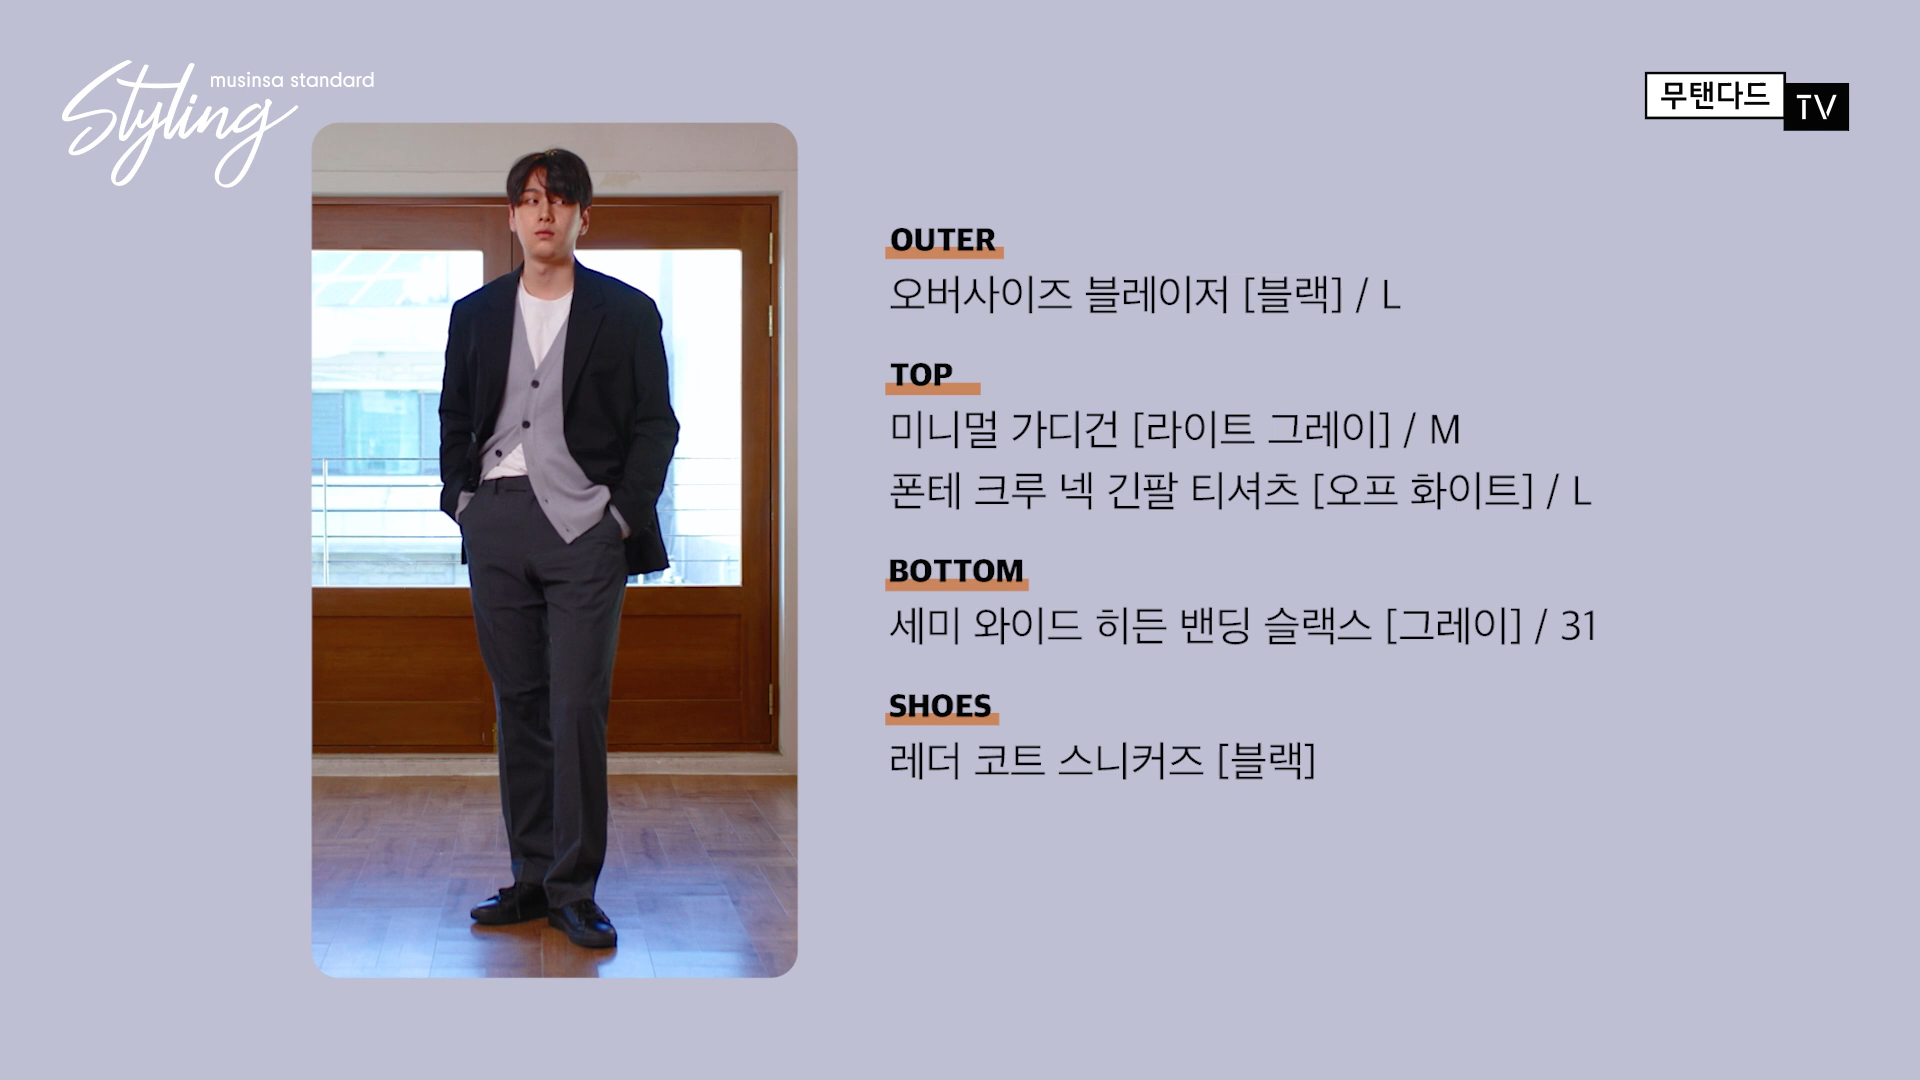 Styling
musinsa standard
무탠다드 TV
OUTER
오버사이즈 블레이저 [블랙] / L
TOP
미니멀 가디건 [라이트 그레이] / M
폰테 크루 넥 긴팔 티셔츠 [오프 화이트] / L
BOTTOM
세미 와이드 히든 밴딩 슬랙스 [그레이] / 31
SHOES
레더 코트 스니커즈 [블랙]